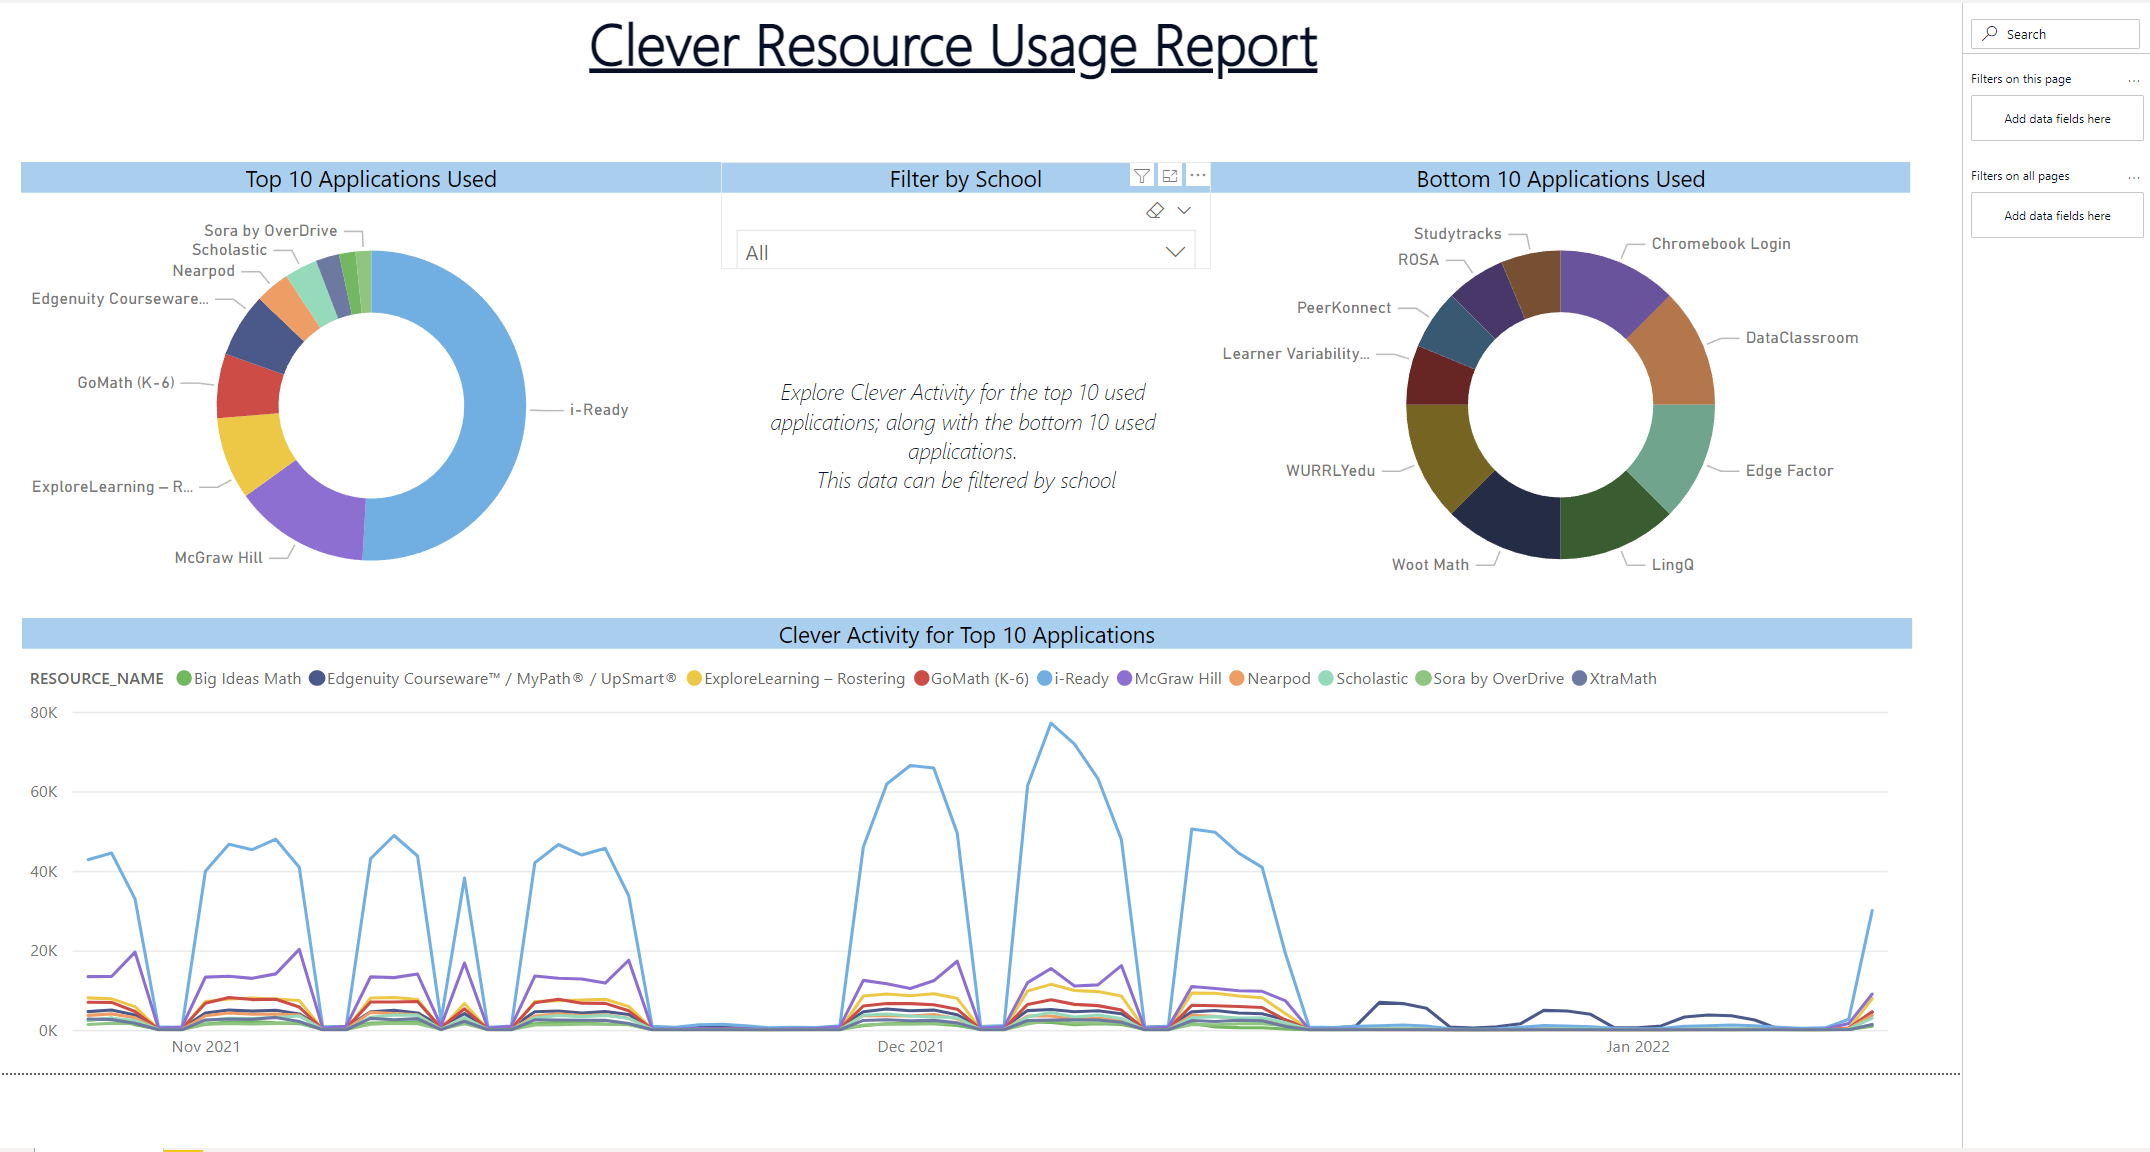 Clever Resource Usage Report
Search
Filters on this page
...
Add data fields here
Filters on all pages
...
Add data fields here
Top 10 Applications Used
Filter by School
...
All
Bottom 10 Applications Used
Sora by OverDrive
Scholastic
Nearpod
Edgenuity Courseware...
GoMath (K-6)
ExploreLearning – R...
McGraw Hill
i-Ready
Explore Clever Activity for the top 10 used
applications; along with the bottom 10 used
applications.
This data can be filtered by school
Studytracks
ROSA
PeerKonnect
Learner Variability...
WURRLYedu
Woot Math
Chromebook Login
DataClassroom
Edge Factor
LingQ
Clever Activity for Top 10 Applications
RESOURCE_NAME Big Ideas Math Edgenuity Courseware™ / MyPath® / UpSmart® ExploreLearning – Rostering GoMath (K-6) i-Ready McGraw Hill Nearpod Scholastic Sora by OverDrive XtraMath
80K
60K
40K
20K
0K
Nov 2021 Dec 2021 Jan 2022